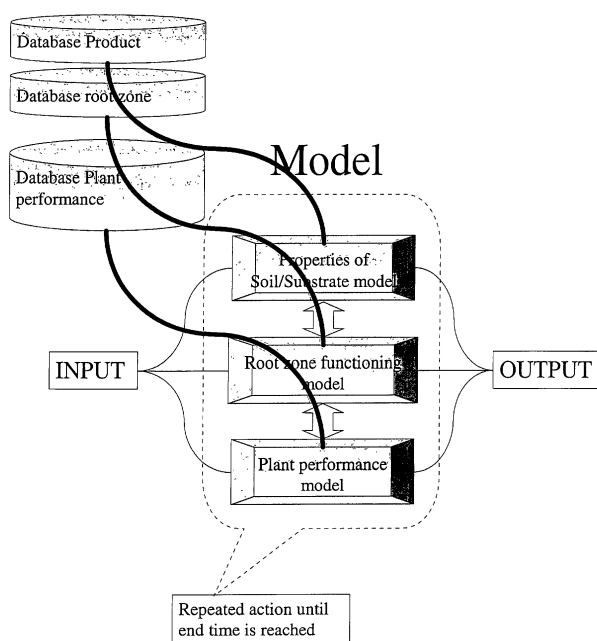 Database Product
Database root zone
Database Plant
performance
Model
Properties of
Soil/Substrate model
Root zone functioning
model
Plant performance
model
INPUT
OUTPUT
Repeated action until
end time is reached